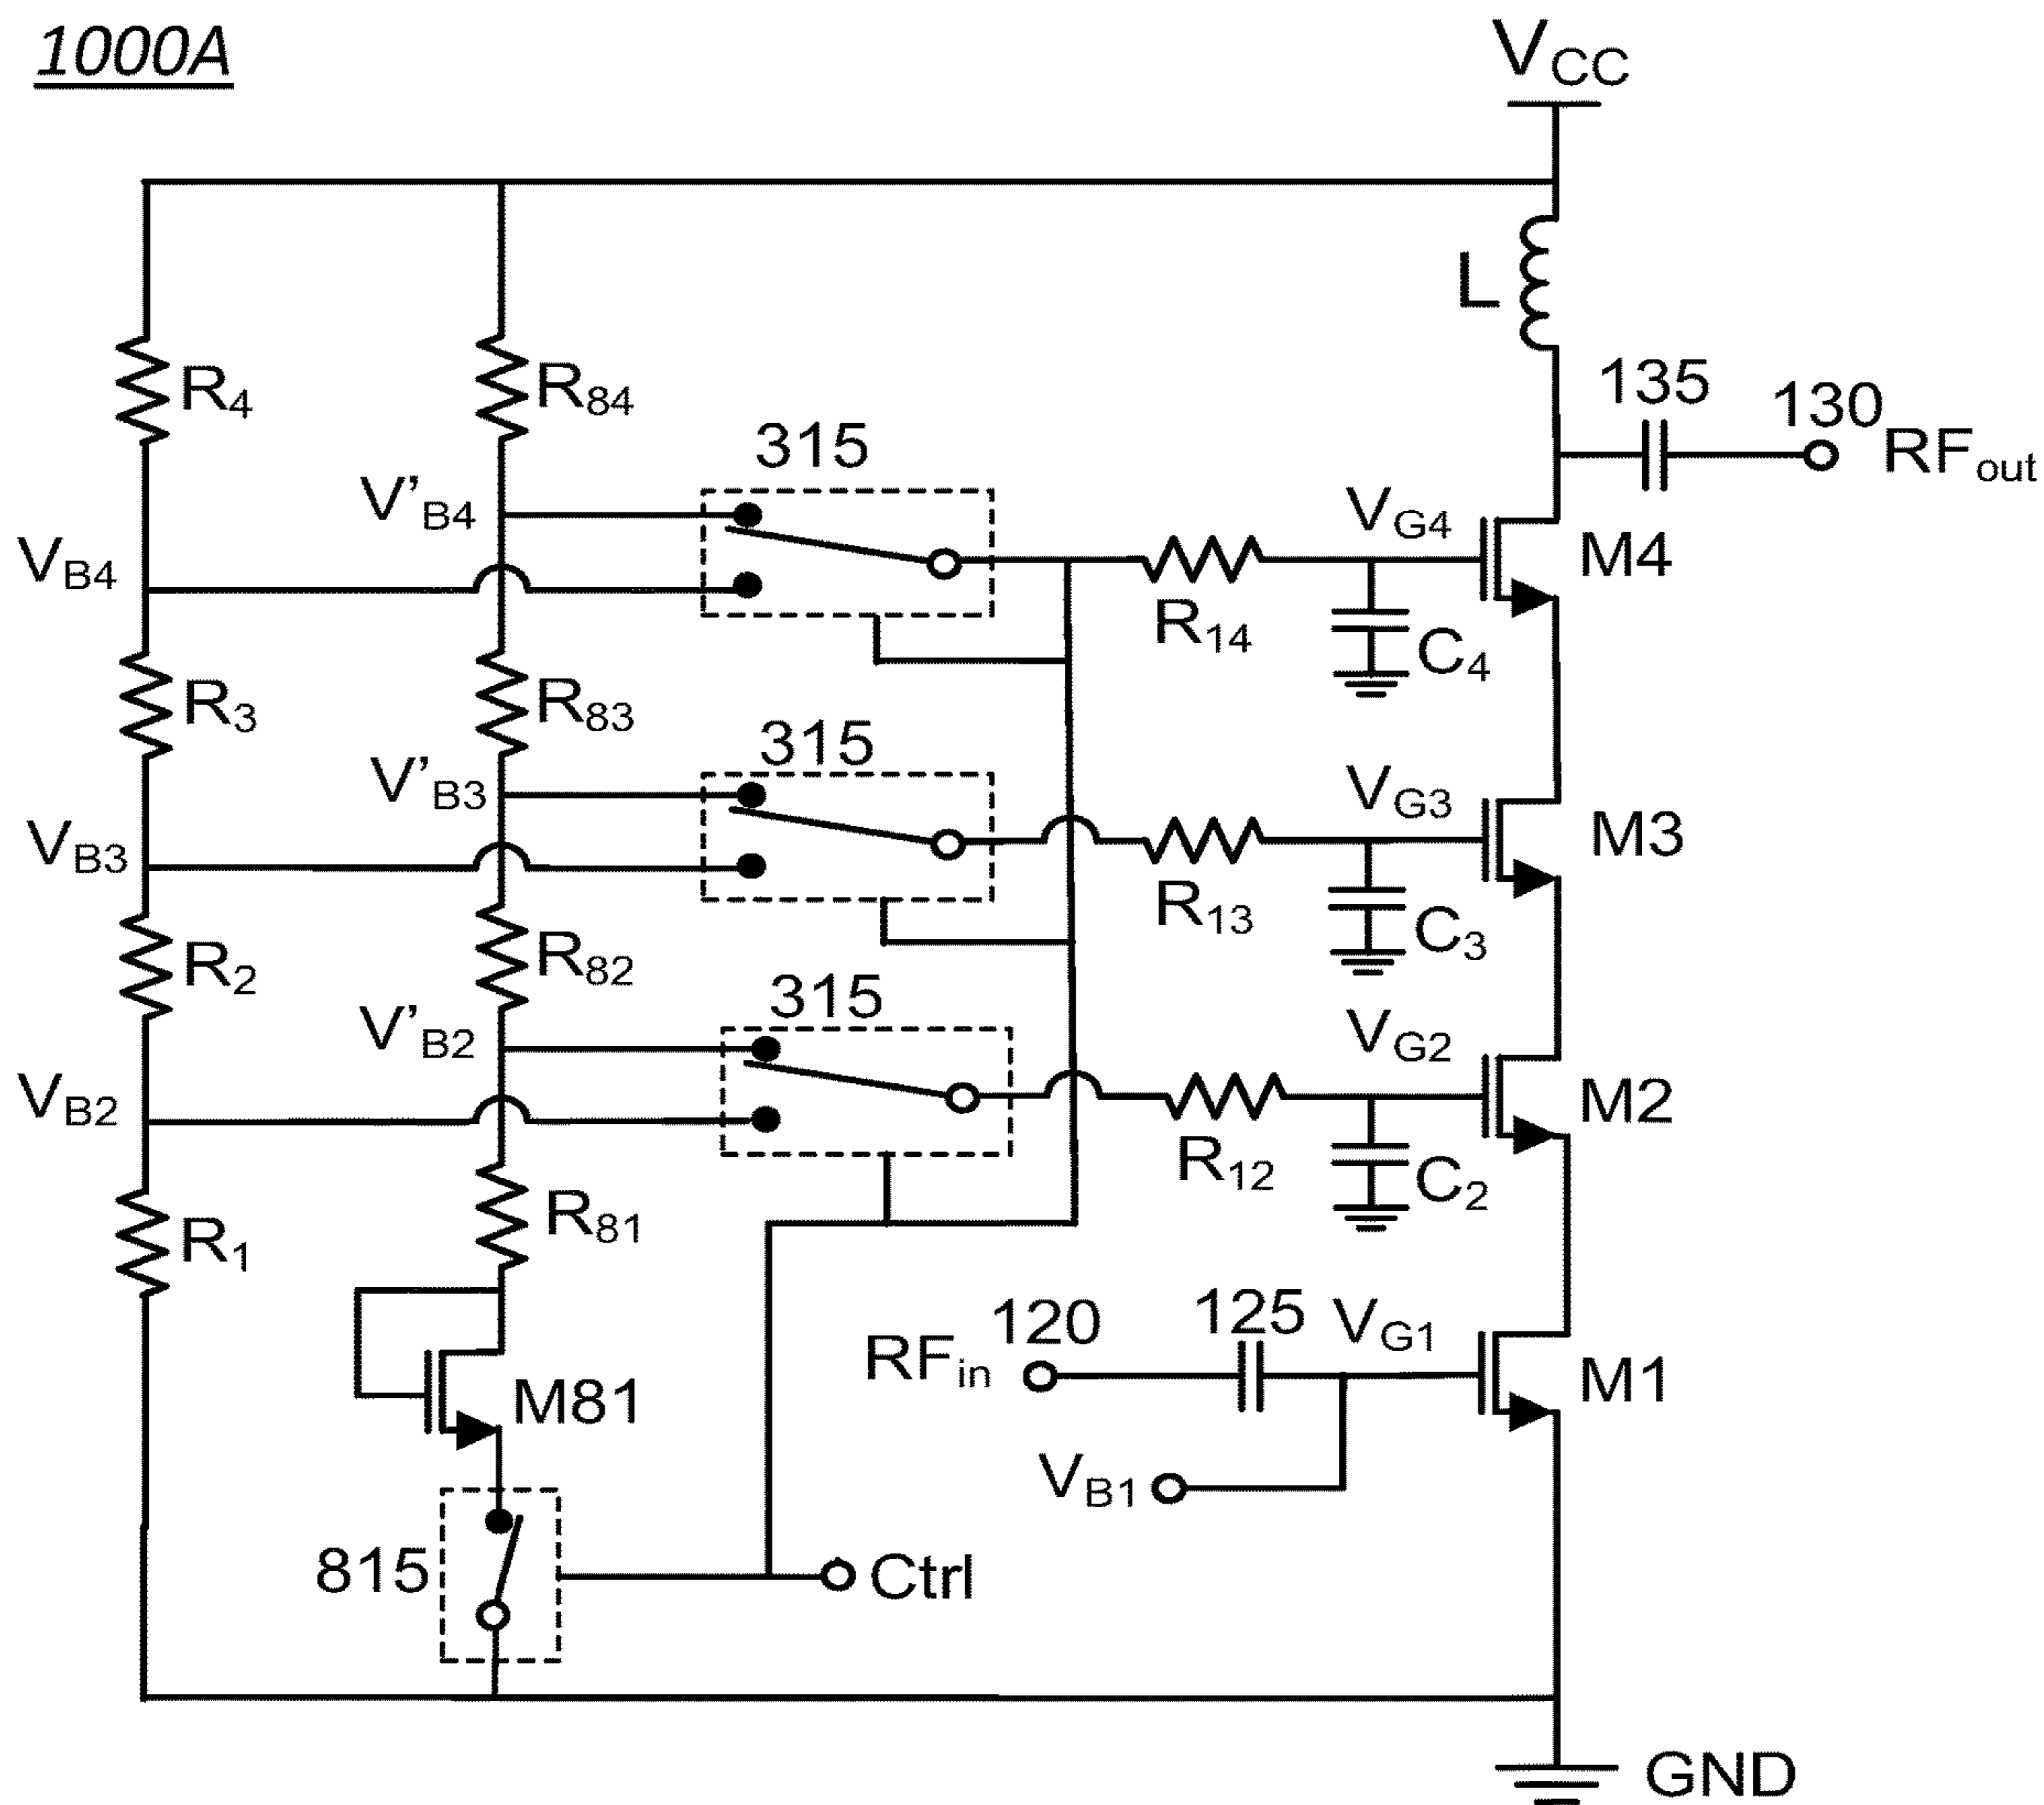 1000A
VCC
L
135
130
RFout
R4
R84
315
V'B4
VB4
VG4
M4
R14
C4
R3
R83
315
V'B3
VB3
VG3
M3
R13
C3
R2
R82
315
V'B2
VB2
VG2
M2
R12
C2
R1
R81
120
125
VG1
RFin
M1
M81
VB1
815
Ctrl
GND